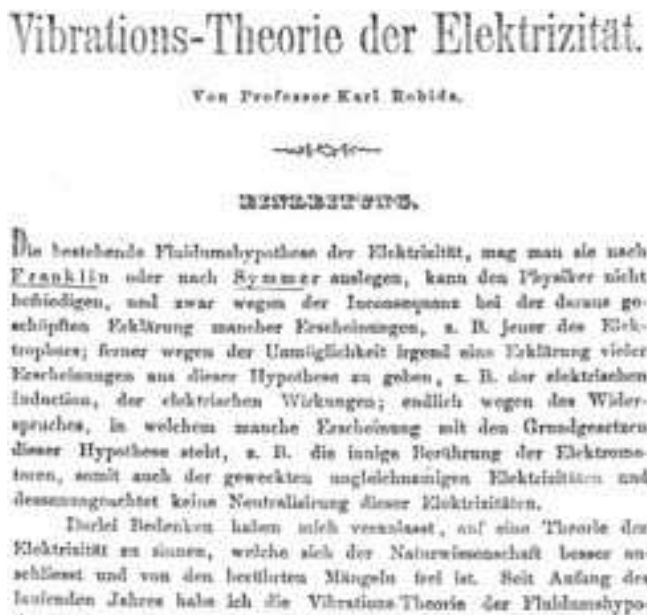 Vibrations-Theorie der Elektrizität.
Von Professor Karl Robida.
EINLEITUNG.
Die bestehende Fluidumshypothese der Elektrizität, mag man sie nach
Franklin oder nach Symmer auslegen, kann den Physiker nicht
befriedigen, und zwar wegen der Inconsequenz bei der daraus ge-
schöpften Erklärung mancher Erscheinungen, z. B. jener des Elek-
trophors; ferner wegen der Unmöglichkeit irgend eine Erklärung vieler
Erscheinungen aus dieser Hypothese zu geben, z. B. der elektrischen
Induction, der elektrischen Wirkungen; endlich wegen des Wider-
spruches, in welchem manche Erscheinung mit den Grundgesetzen
dieser Hypothese steht, z. B. die innige Berührung der Elektromo-
toren, somit auch der geweckten ungleichnamigen Elektrizitäten und
dessenungeachtet keine Neutralisirung dieser Elektrizitäten.
Derlei Bedenken haben mich veranlasst, auf eine Theorie der
Elektrizität zu sinnen, welche sich der Naturwissenschaft besser an-
schliesst und von den berührten Mängeln frei ist. Seit Anfang des
laufenden Jahres habe ich die Vibrations-Theorie der Fluidumshypo-